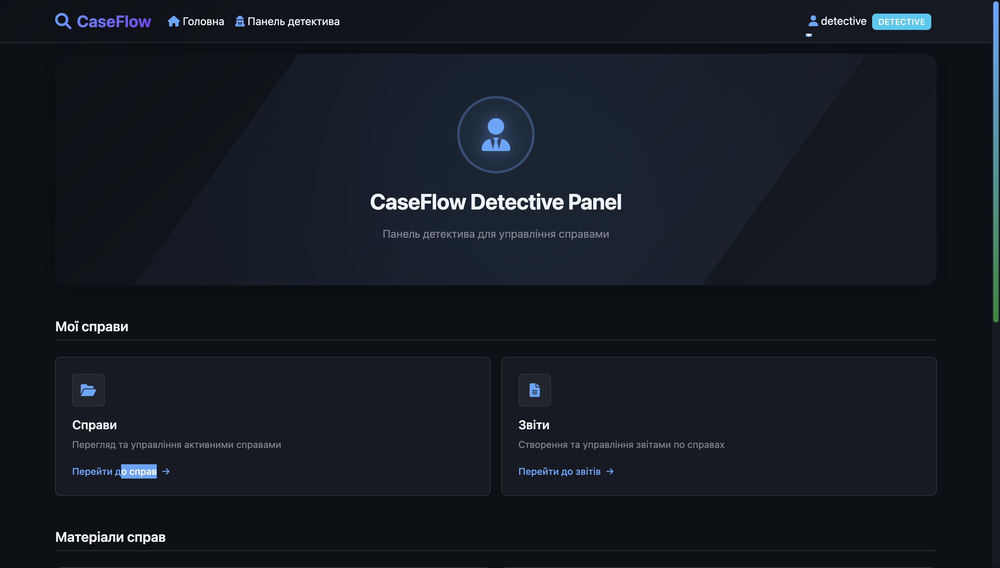 CaseFlow Головна Панель детектива detective DETECTIVE
CaseFlow Detective Panel
Панель детектива для управління справами
Мої справи
Справи
Перегляд та управління активними справами
Перейти до справ
Звіти
Створення та управління звітами по справах
Перейти до звітів
Матеріали справ